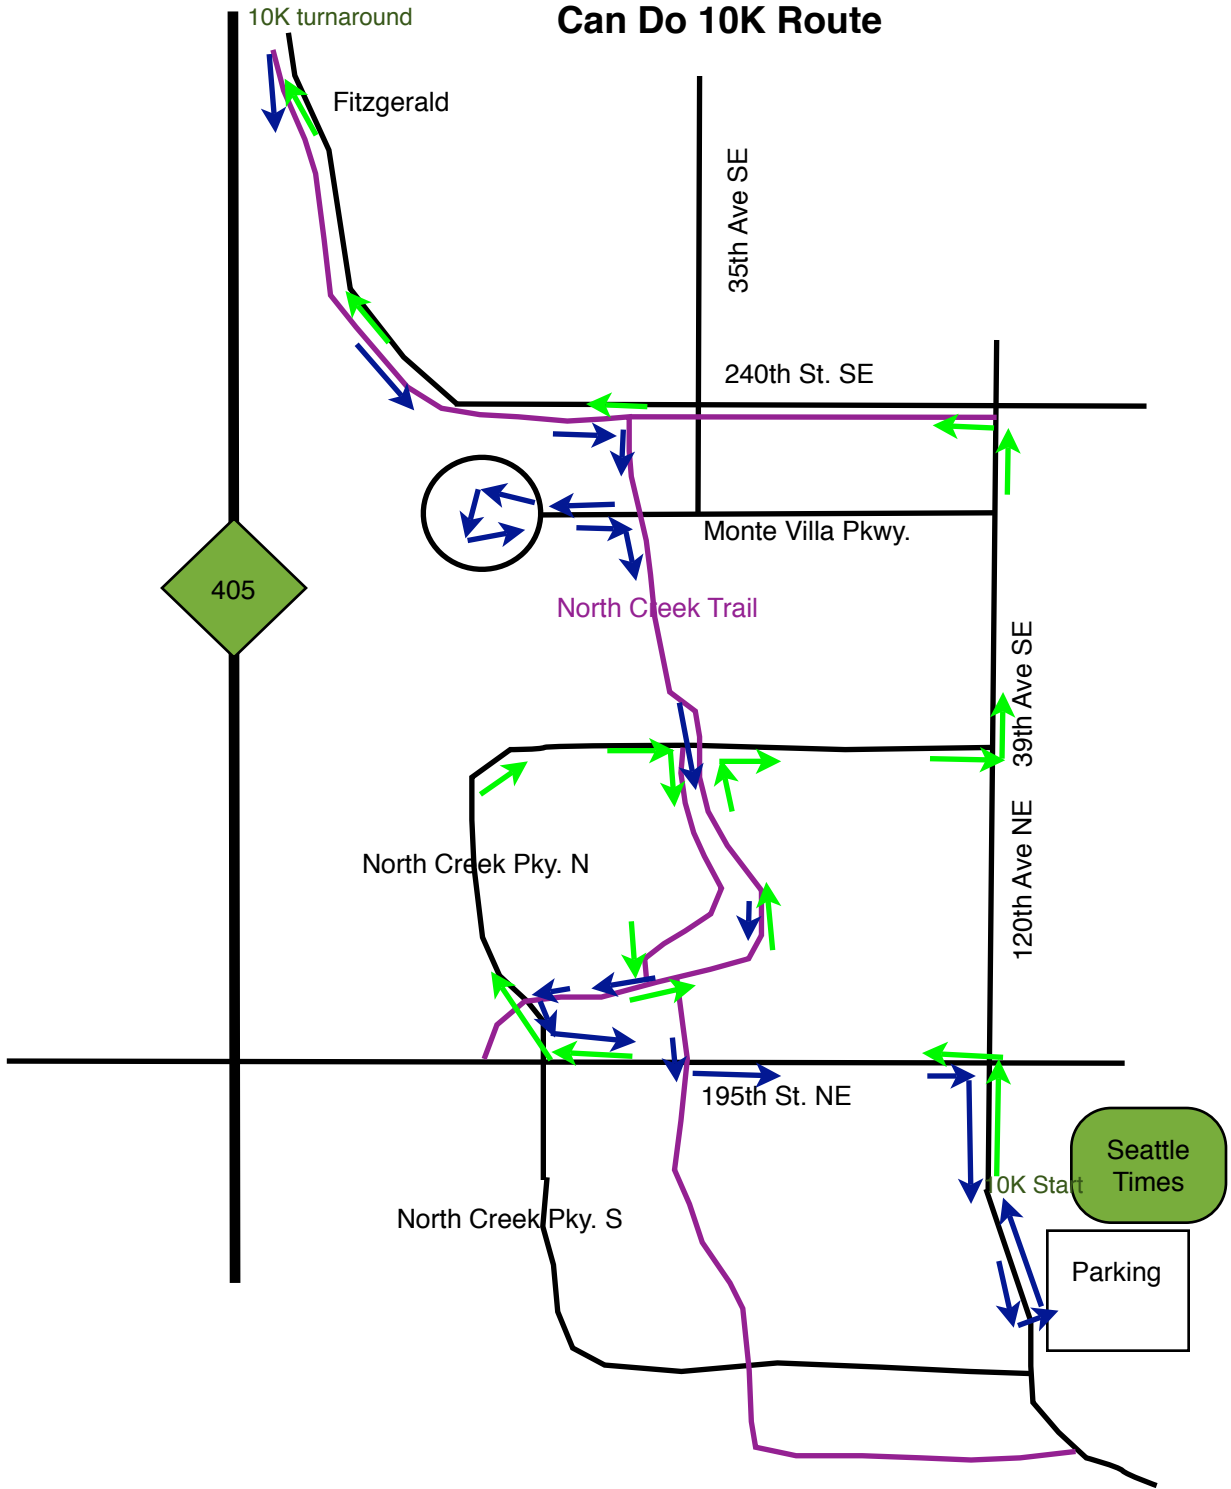 10K turnaround
Can Do 10K Route
Fitzgerald
35th Ave SE
240th St. SE
Monte Villa Pkwy.
405
North Creek Trail
39th Ave SE
North Creek Pky. N
120th Ave NE
195th St. NE
Seattle
Times
10K Start
North Creek Pky. S
Parking